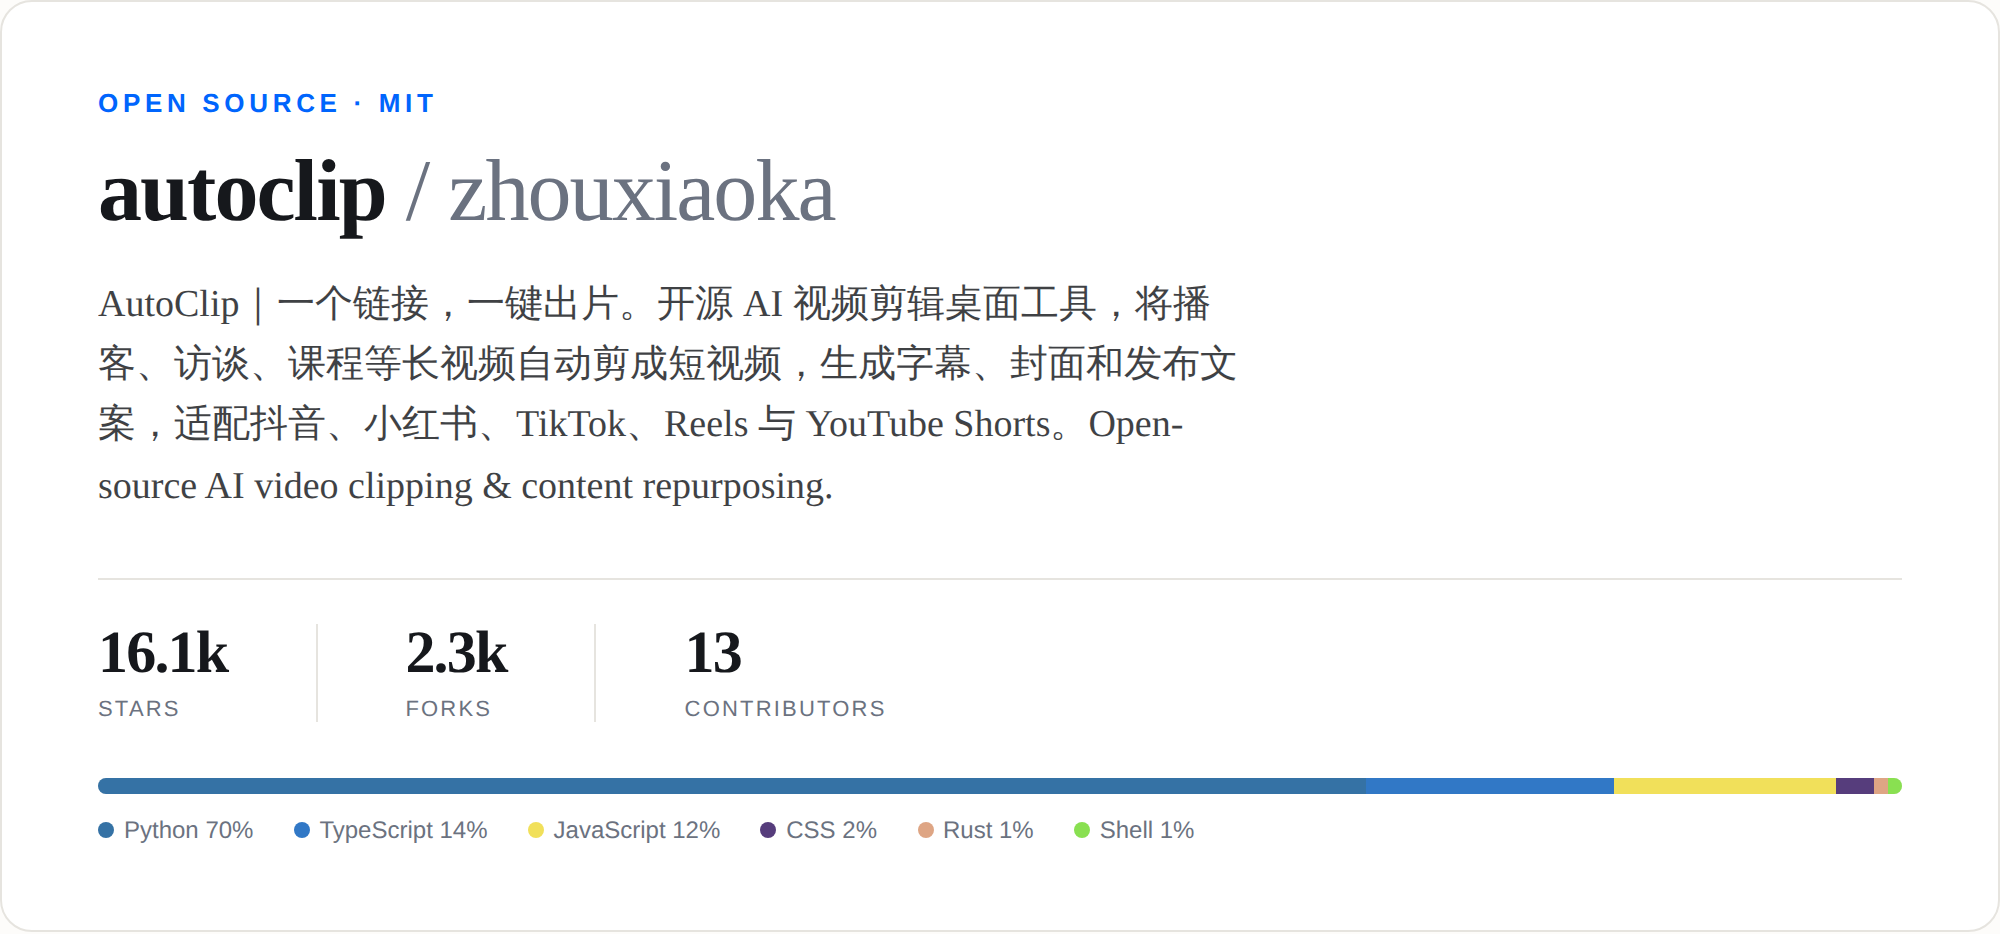 OPEN SOURCE · MIT
autoclip / zhouxiaoka
AutoClip｜一个链接，一键出片。开源 AI 视频剪辑桌面工具，将播
客、访谈、课程等长视频自动剪成短视频，生成字幕、封面和发布文
案，适配抖音、小红书、TikTok、Reels 与 YouTube Shorts。Open-
source AI video clipping & content repurposing.
16.1k 2.3k 13
STARS FORKS CONTRIBUTORS
Python 70% TypeScript 14% JavaScript 12% CSS 2% Rust 1% Shell 1%